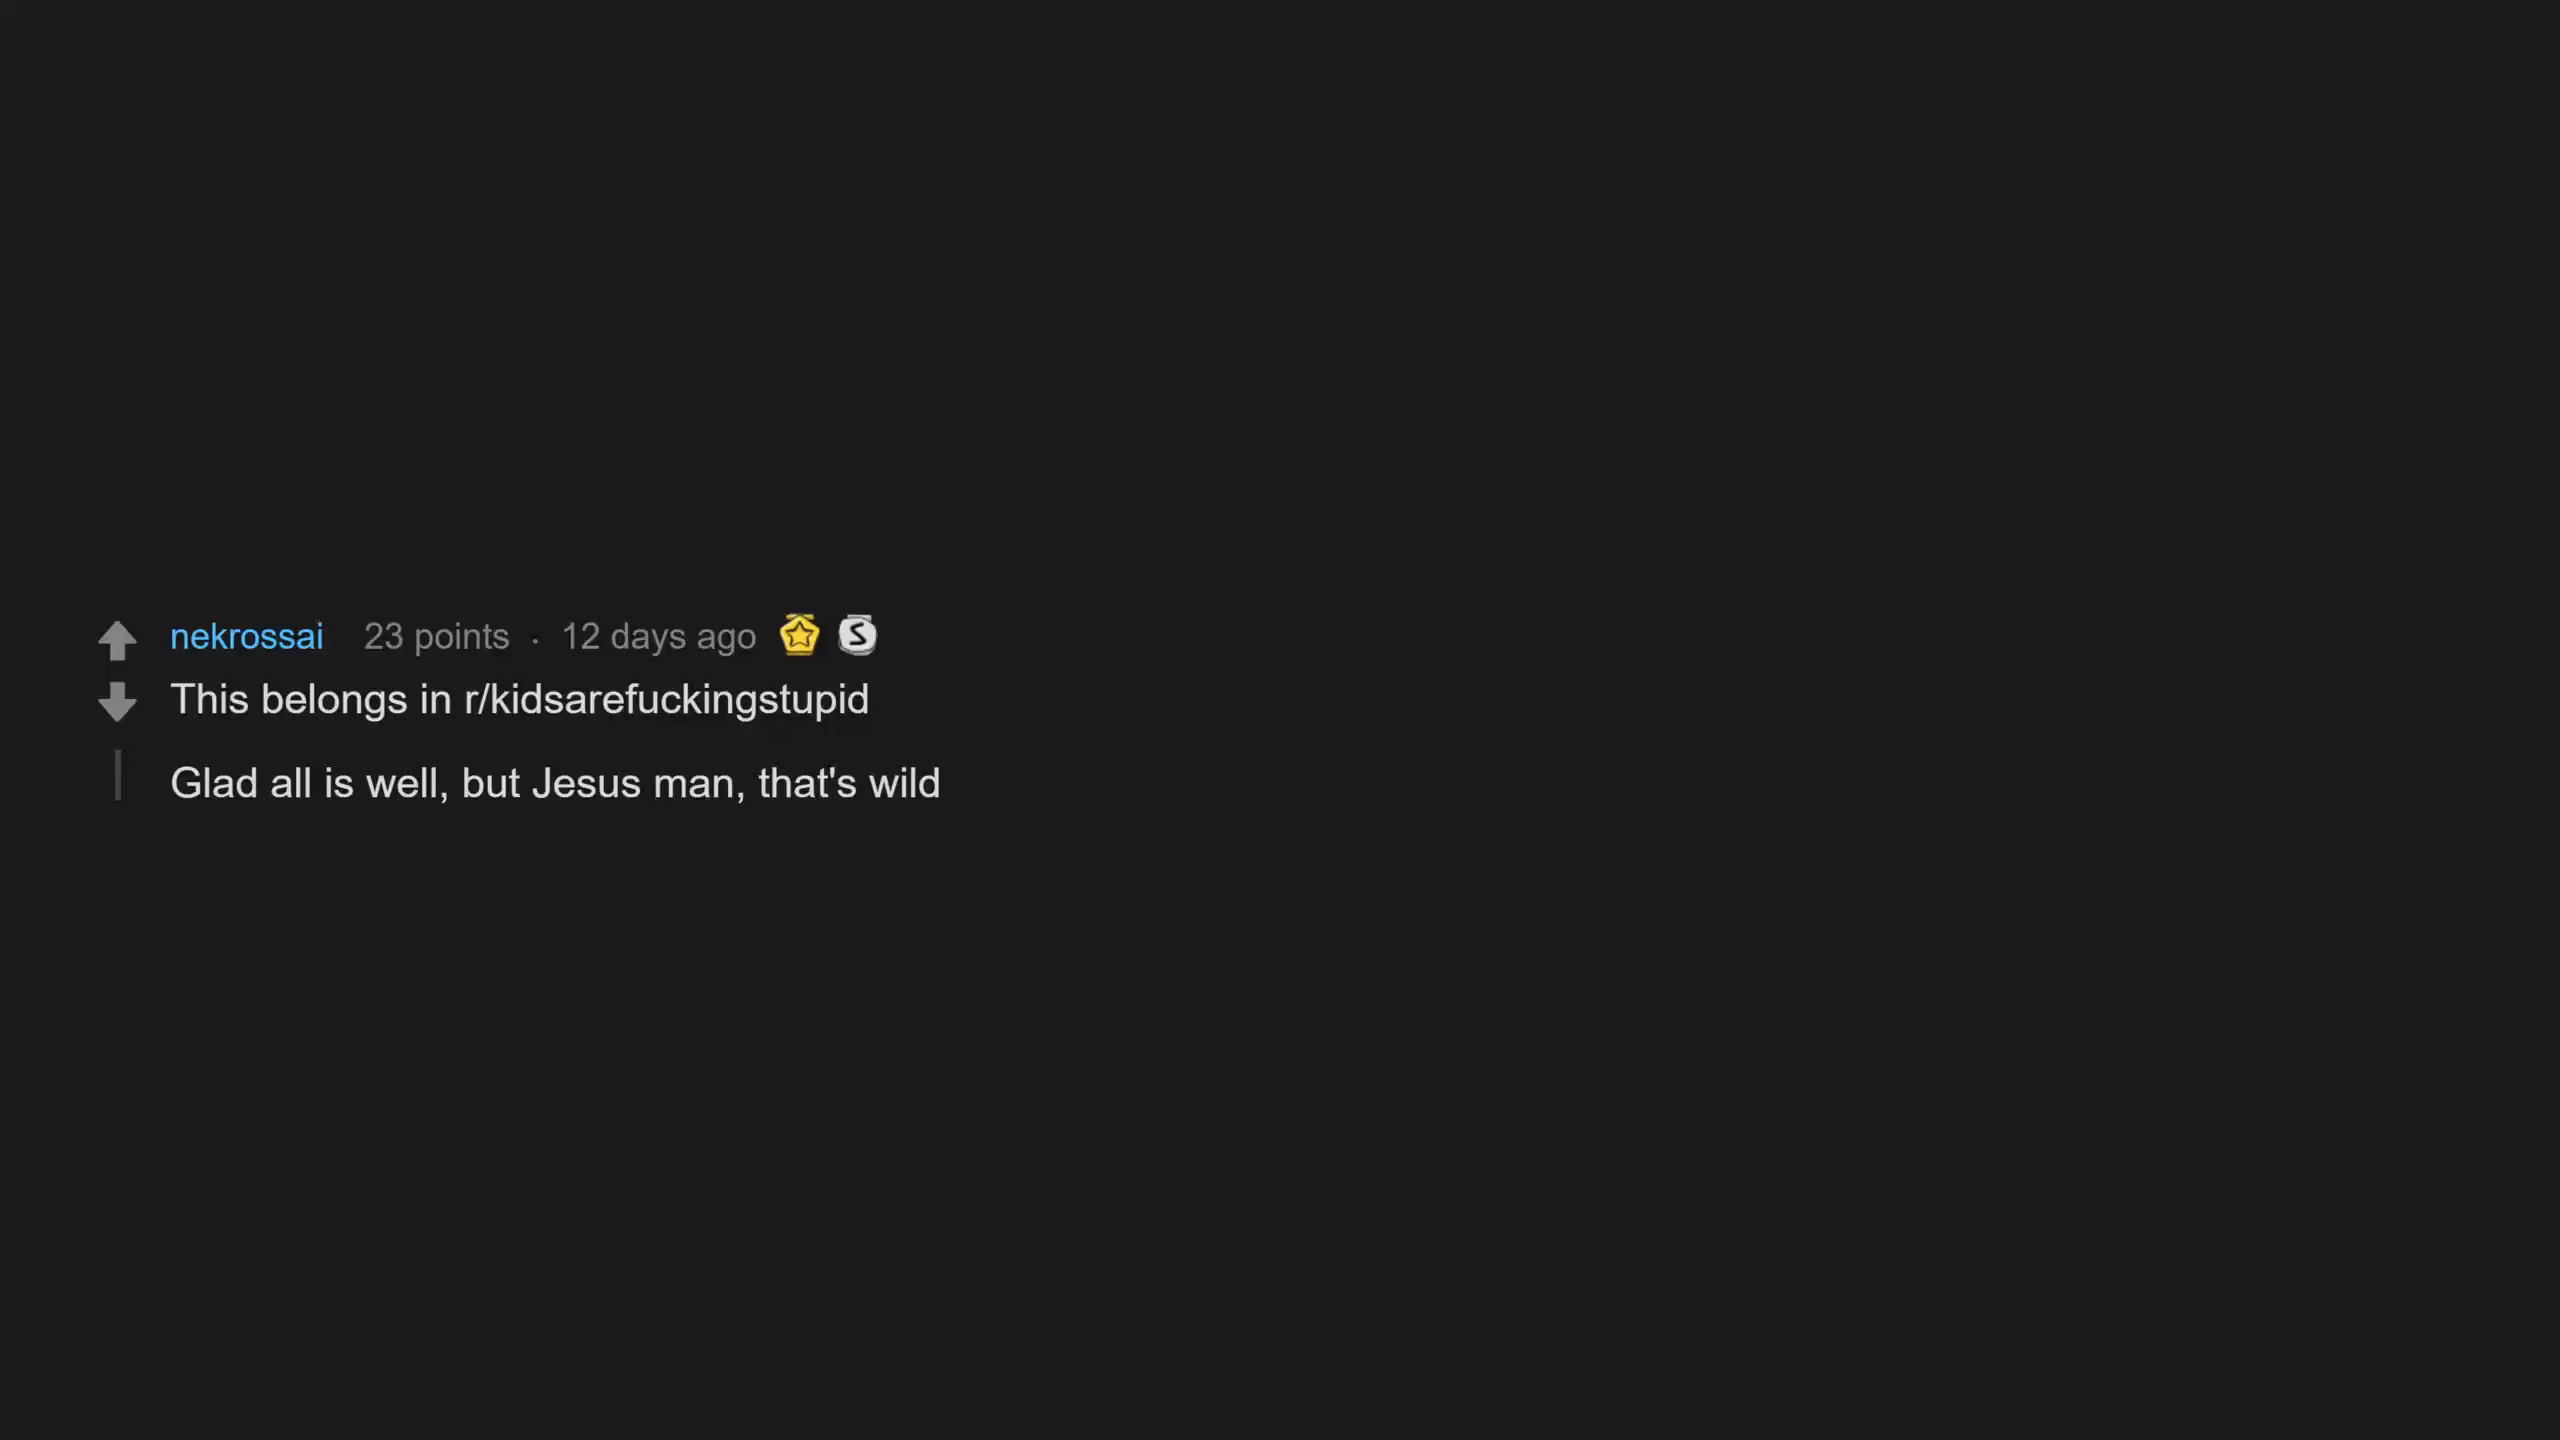 nekrossai 23 points · 12 days ago
This belongs in r/kidsarefuckingstupid
Glad all is well, but Jesus man, that's wild